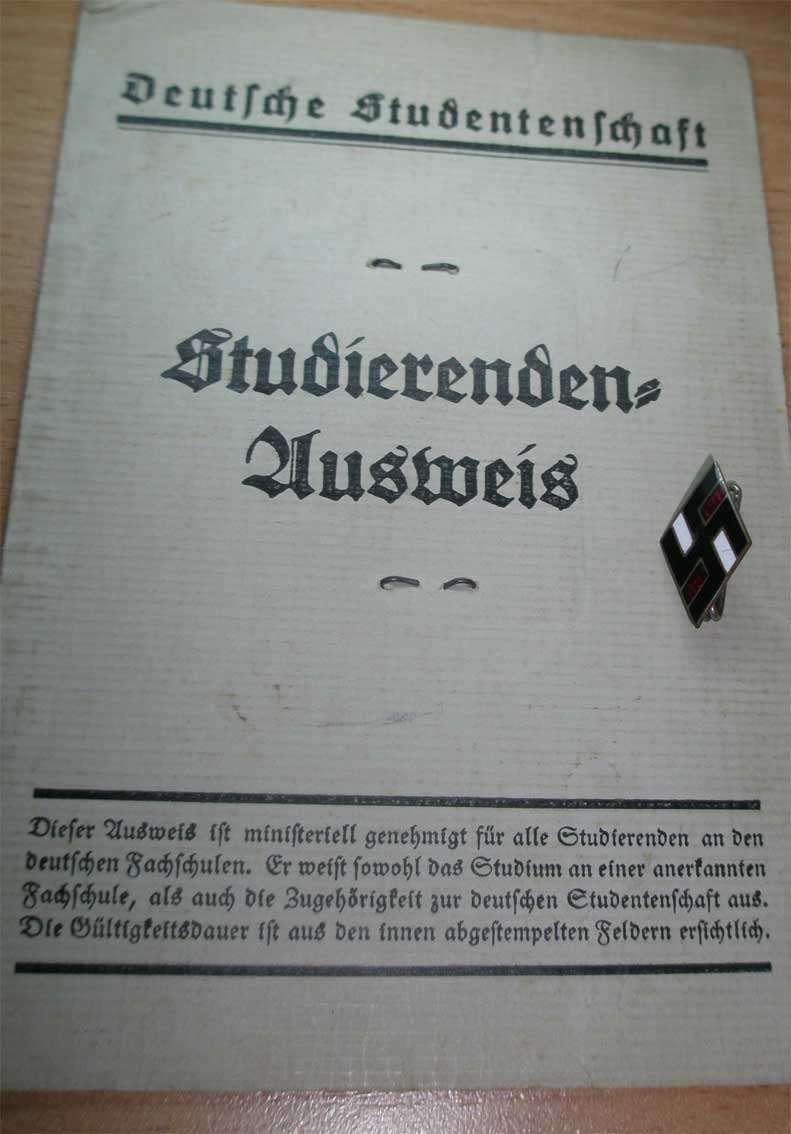 Deutsche Studentenschaft
Studierenden-
Ausweis
Dieser Ausweis ist ministeriell genehmigt für alle Studierenden an den
deutschen Fachschulen. Er weist sowohl das Studium an einer anerkannten
Fachschule, als auch die Zugehörigkeit zur deutschen Studentenschaft aus.
Die Gültigkeitsdauer ist aus den innen abgestempelten Feldern ersichtlich.